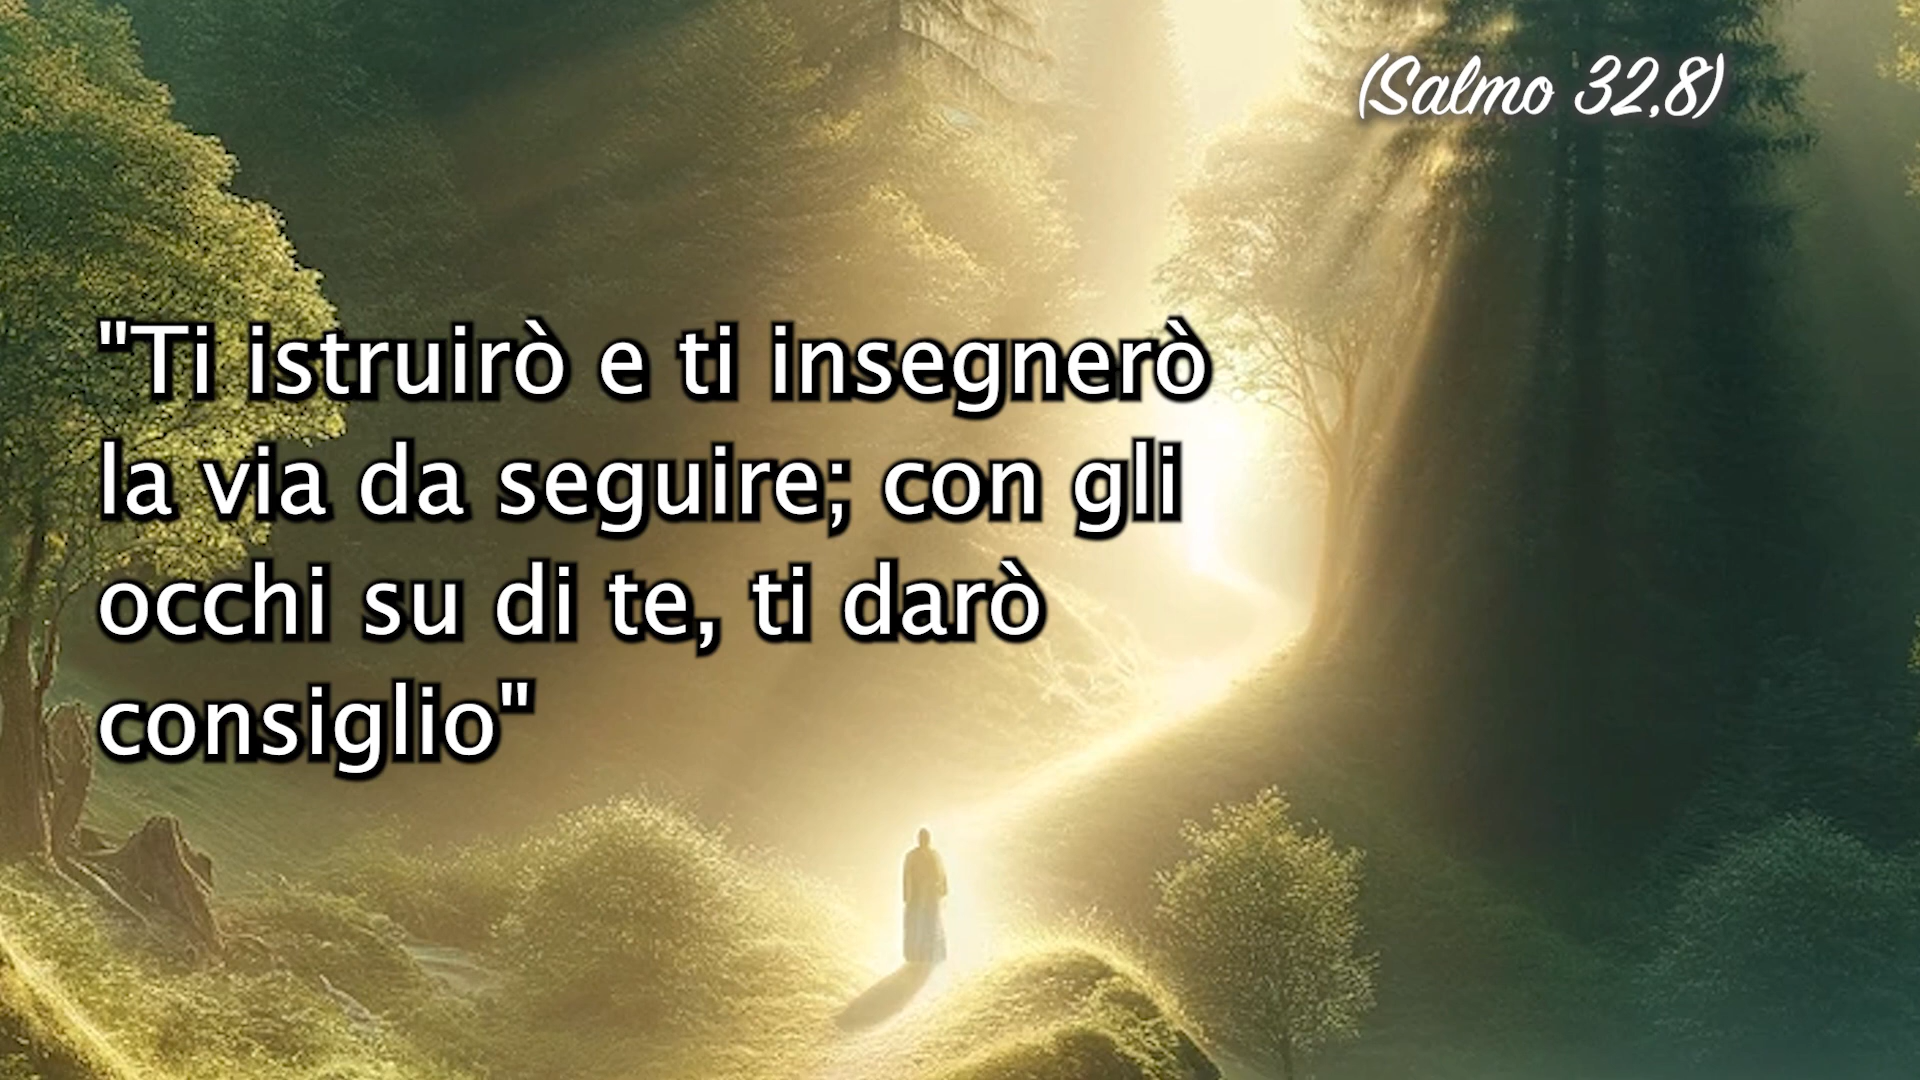 (Salmo 32,8)
"Ti istruirò e ti insegnerò
la via da seguire; con gli
occhi su di te, ti darò
consiglio"